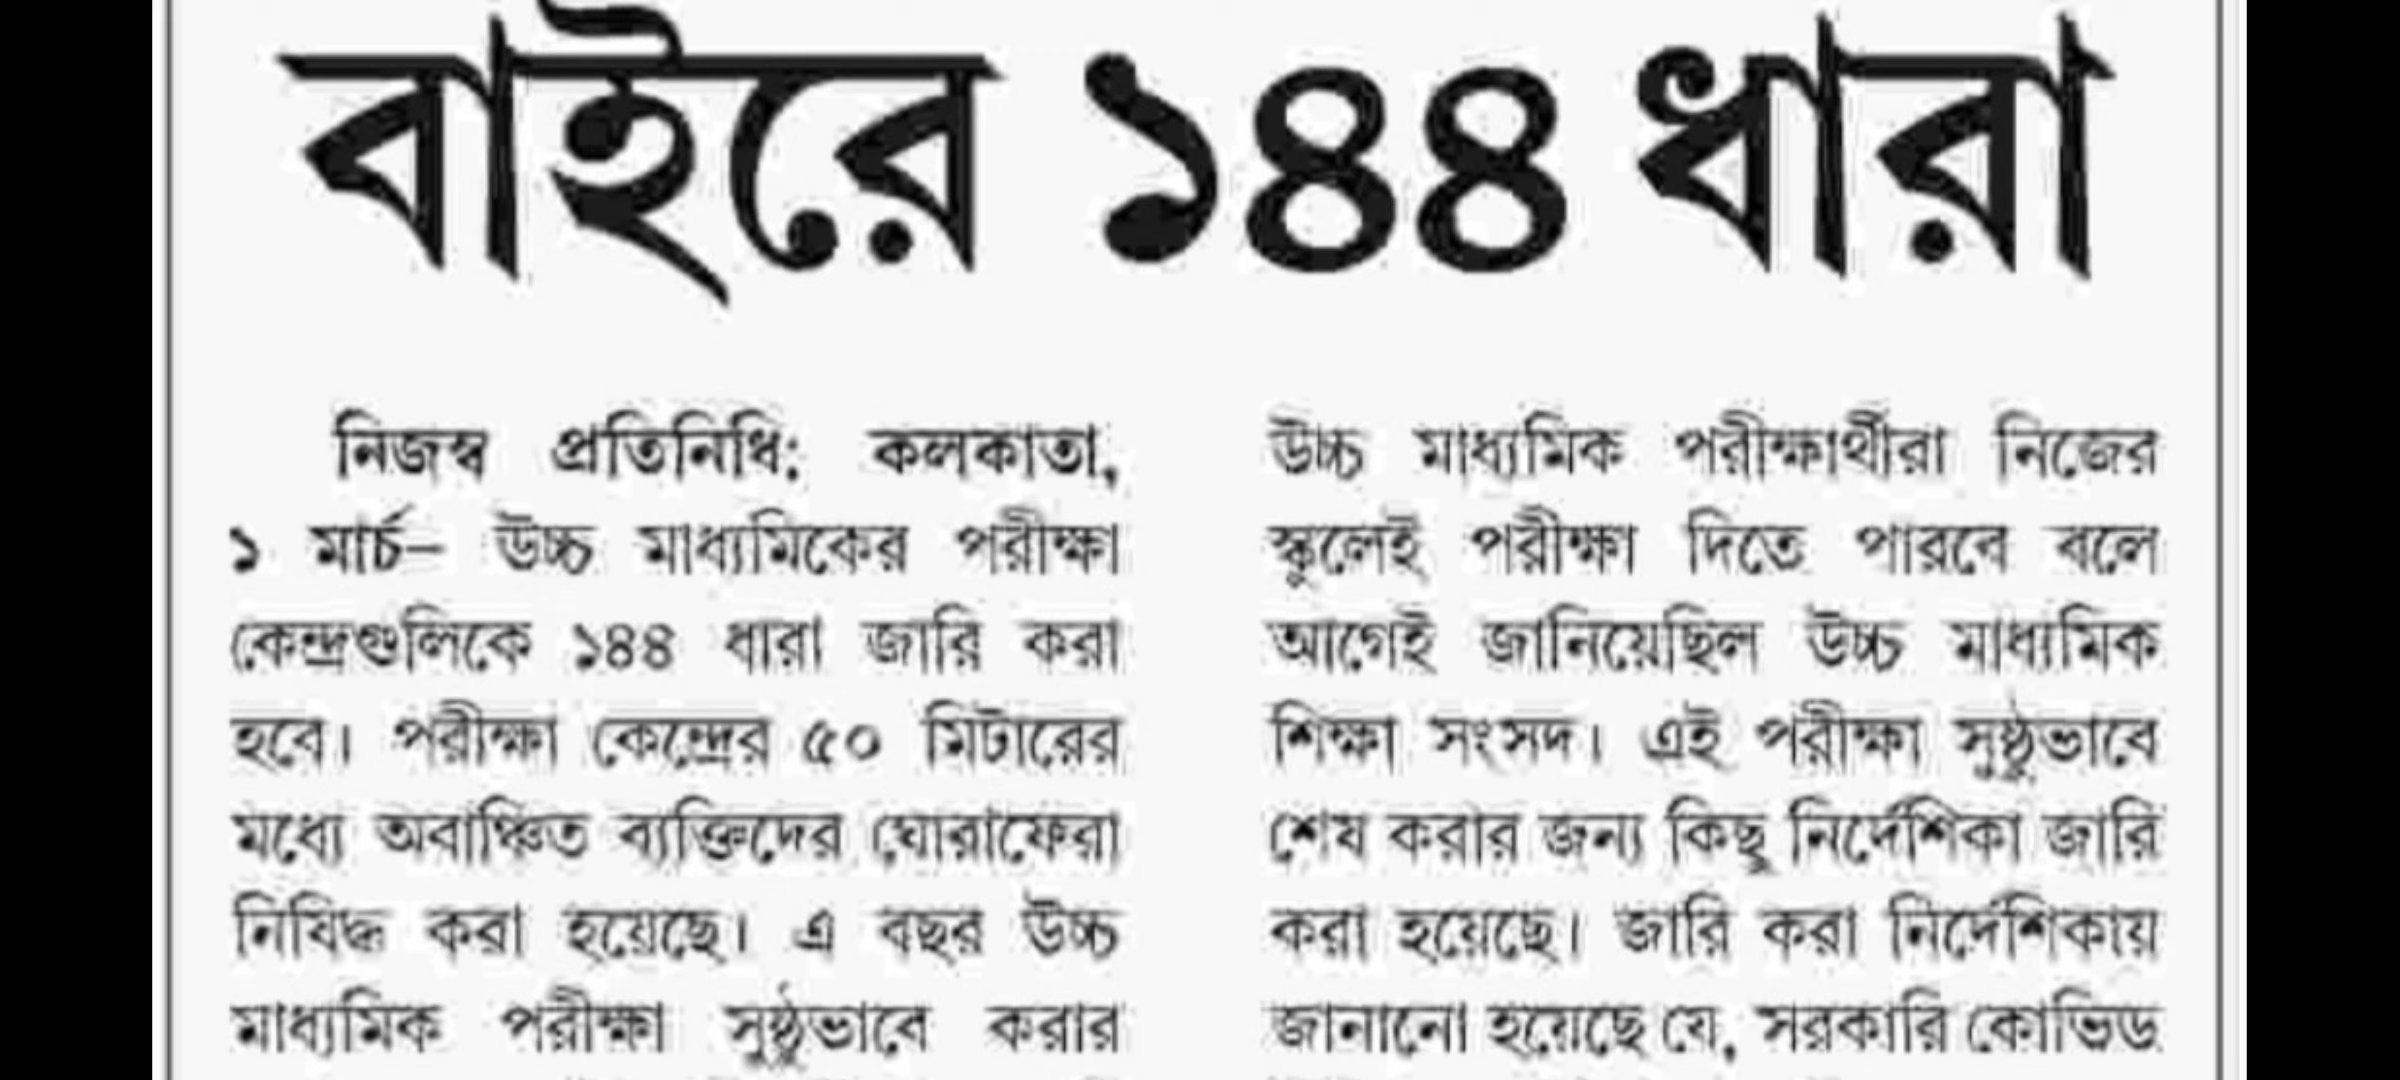 বাইরে ১৪৪ ধারা
নিজস্ব প্রতিনিধি: কলকাতা,
১ মার্চ– উচ্চ মাধ্যমিকের পরীক্ষা
কেন্দ্রগুলিকে ১৪৪ ধারা জারি করা
হবে। পরীক্ষা কেন্দ্রের ৫০ মিটারের
মধ্যে অবাঞ্চিত ব্যক্তিদের ঘোরাফেরা
নিষিদ্ধ করা হয়েছে। এ বছর উচ্চ
মাধ্যমিক পরীক্ষা সুষ্ঠুভাবে করার
উচ্চ মাধ্যমিক পরীক্ষার্থীরা নিজের
স্কুলেই পরীক্ষা দিতে পারবে বলে
আগেই জানিয়েছিল উচ্চ মাধ্যমিক
শিক্ষা সংসদ। এই পরীক্ষা সুষ্ঠুভাবে
শেষ করার জন্য কিছু নির্দেশিকা জারি
করা হয়েছে। জারি করা নির্দেশিকায়
জানানো হয়েছে যে, সরকারি কোভিড